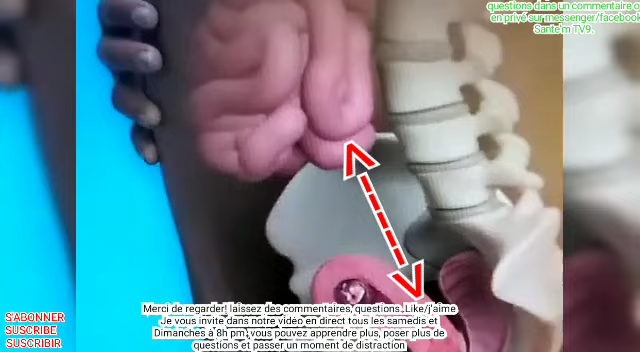 questions dans un commentaire o
en privé sur messenger/facebook
Sante'm TV9.
Merci de regarder! laissez des commentaires, questions. Like/j'aime
Je vous invite dans notre vidéo en direct tous les samedis et
Dimanches à 8h pm, vous pouvez apprendre plus, poser plus de
questions et passer un moment de distraction
S'ABONNER
SUSCRIBE
SUSCRIBIR